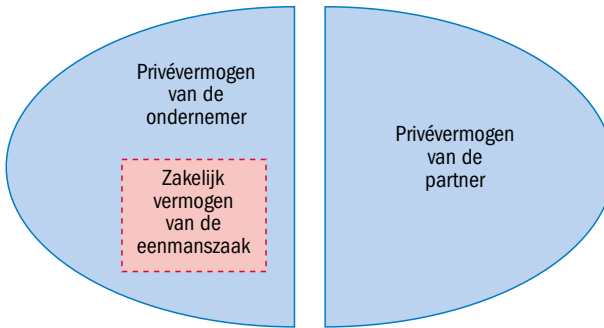 Privévermogen
van de
ondernemer
Zakelijk
vermogen
van de
eenmanszaak
Privévermogen
van de
partner